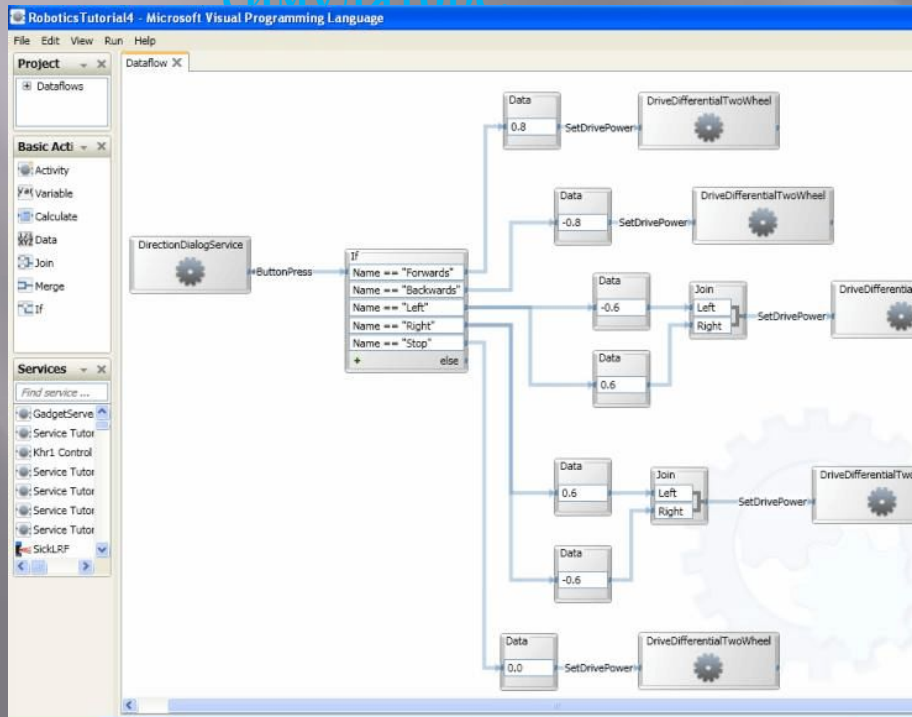 RoboticsTutorial4 - Microsoft Visual Programming Language
File Edit View Run Help
Project
Dataflow
Dataflows
Basic Acti
Activity
Variable
Calculate
Data
Join
Merge
If
Services
Find service ...
GadgetServe
Service Tutor
Khr1 Control
Service Tutor
Service Tutor
Service Tutor
Service Tutor
SickLRF
DirectionDialogService
ButtonPress
If
Name == "Forwards"
Name == "Backwards"
Name == "Left"
Name == "Right"
Name == "Stop"
+ else
Data
0.8
SetDrivePower
DriveDifferentialTwoWheel
Data
-0.8
SetDrivePower
DriveDifferentialTwoWheel
Data
-0.6
Data
0.6
Join
Left
Right
SetDrivePower
DriveDifferentia
Data
0.6
Data
-0.6
Join
Left
Right
SetDrivePower
DriveDifferentialTwo
Data
0.0
SetDrivePower
DriveDifferentialTwoWheel